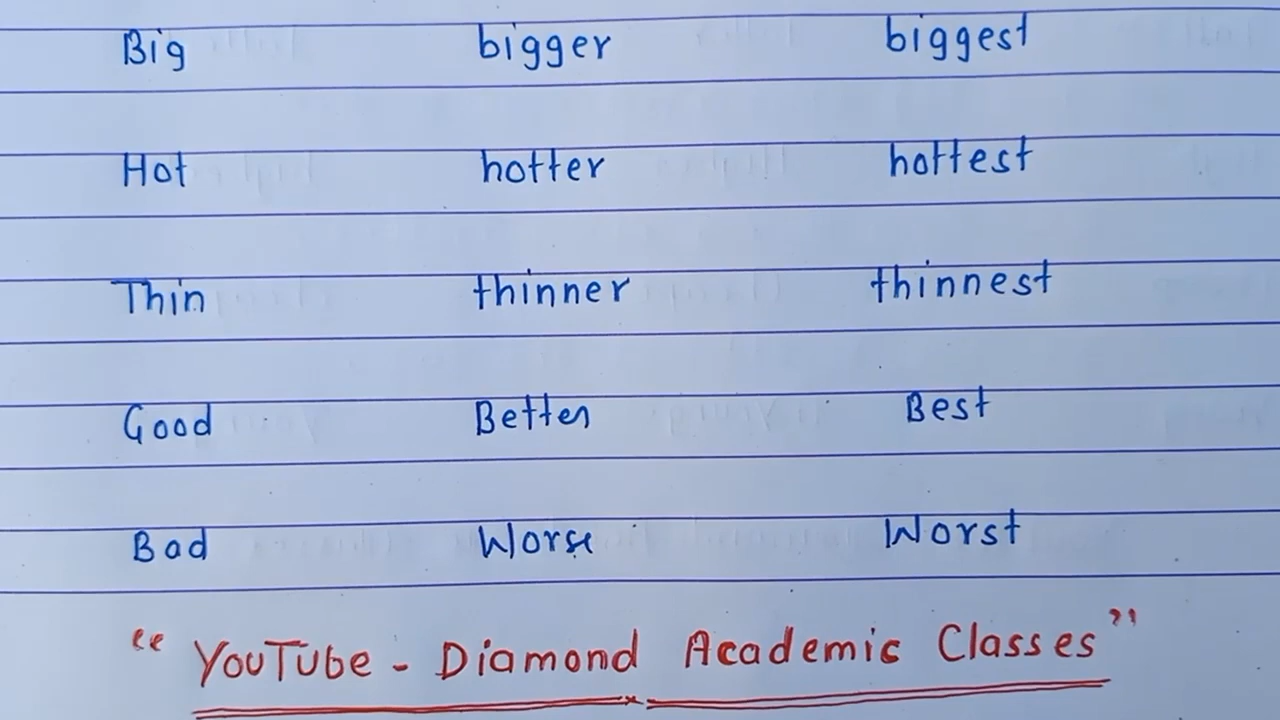 Big bigger biggest
Hot hotter hottest
Thin thinner thinnest
Good Better Best
Bad Worse Worst
“ YouTube - Diamond Academic Classes ”